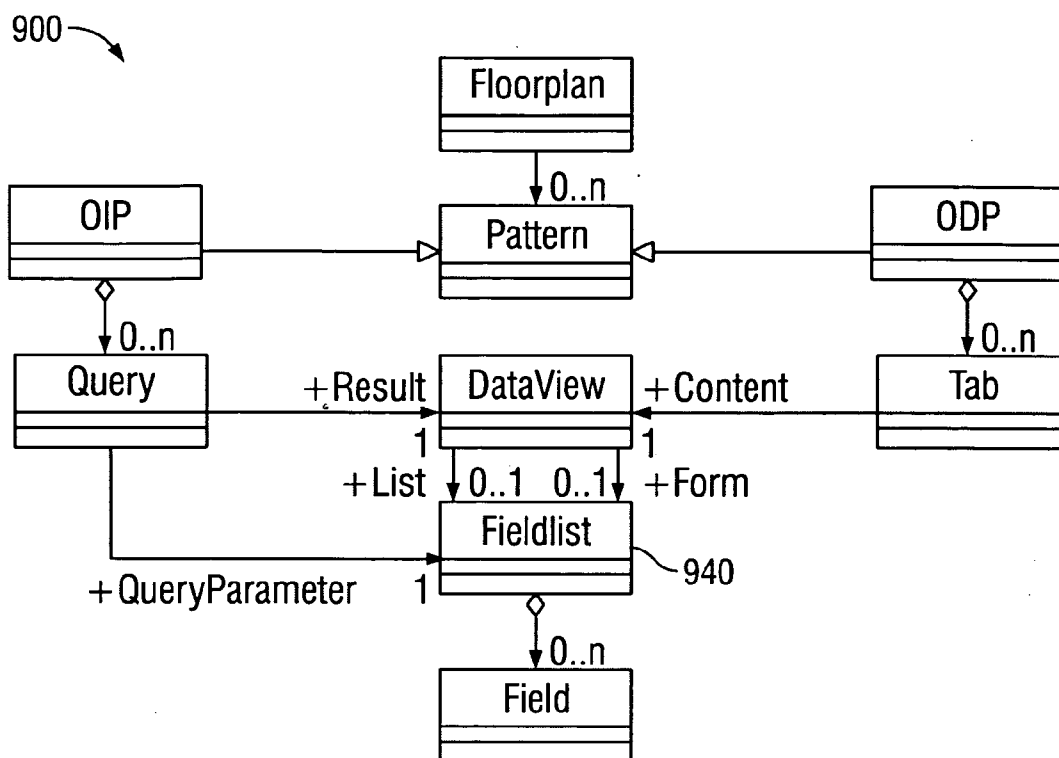 900
Floorplan
0..n
OIP
Pattern
ODP
0..n
0..n
Query
+Result
DataView
+Content
Tab
1
1
+List
0..1
0..1
+Form
Fieldlist
940
+QueryParameter
1
0..n
Field